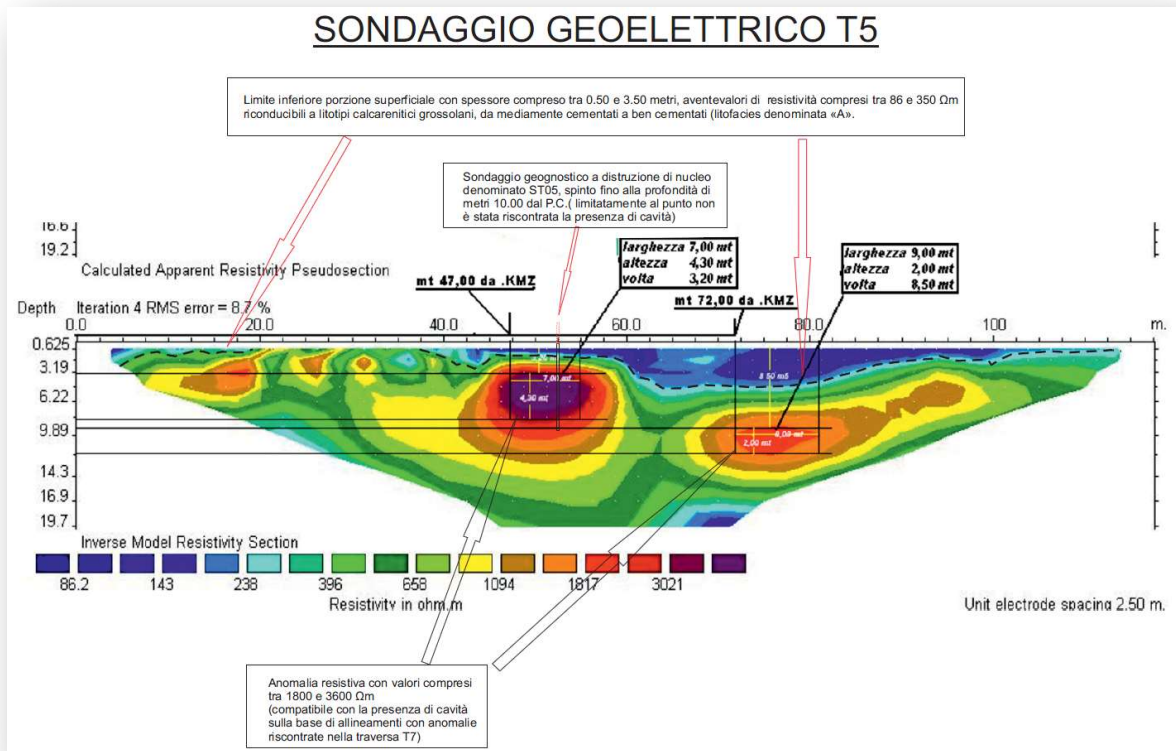 SONDAGGIO GEOELETTRICO T5
Limite inferiore porzione superficiale con spessore compreso tra 0.50 e 3.50 metri, aventevalori di resistività compresi tra 86 e 350 Ωm
riconducibili a litotipi calcarenitici grossolani, da mediamente cementati a ben cementati (litofacies denominata «A».
Sondaggio geognostico a distruzione di nucleo
denominato ST05, spinto fino alla profondità di
metri 10.00 dal P.C.( limitatamente al punto non
è stata riscontrata la presenza di cavità)
16.6
19.2
Calculated Apparent Resistivity Pseudosection
larghezza 7,00 mt
altezza 4,30 mt
volta 3,20 mt
larghezza 9,00 mt
altezza 2,00 mt
volta 8,50 mt
mt 47,00 da .KMZ
mt 72,00 da .KMZ
Depth Iteration 4 RMS error = 8.7 %
0.0 20.0 40.0 60.0 80.0 100 m.
0.625
3.19
6.22
9.89
14.3
16.9
19.7
7,00 mt
4,30 mt
8 50 mt
9,00 mt
2,00 mt
Inverse Model Resistivity Section
86.2 143 238 396 658 1094 1817 3021
Resistivity in ohm.m
Unit electrode spacing 2.50 m.
Anomalia resistiva con valori compresi
tra 1800 e 3600 Ωm
(compatibile con la presenza di cavità
sulla base di allineamenti con anomalie
riscontrate nella traversa T7)